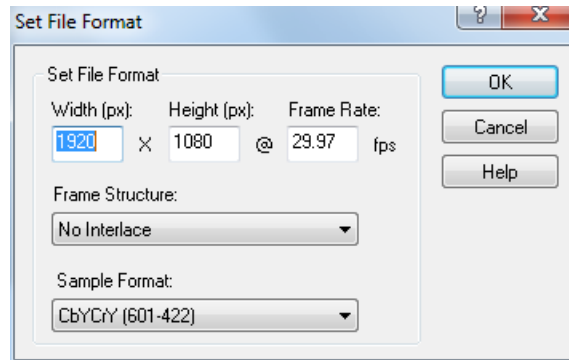 Set File Format
Set File Format
Width (px): Height (px): Frame Rate:
1920 X 1080 @ 29.97 fps
Frame Structure:
No Interlace
Sample Format:
CbYCrY (601-422)
OK
Cancel
Help